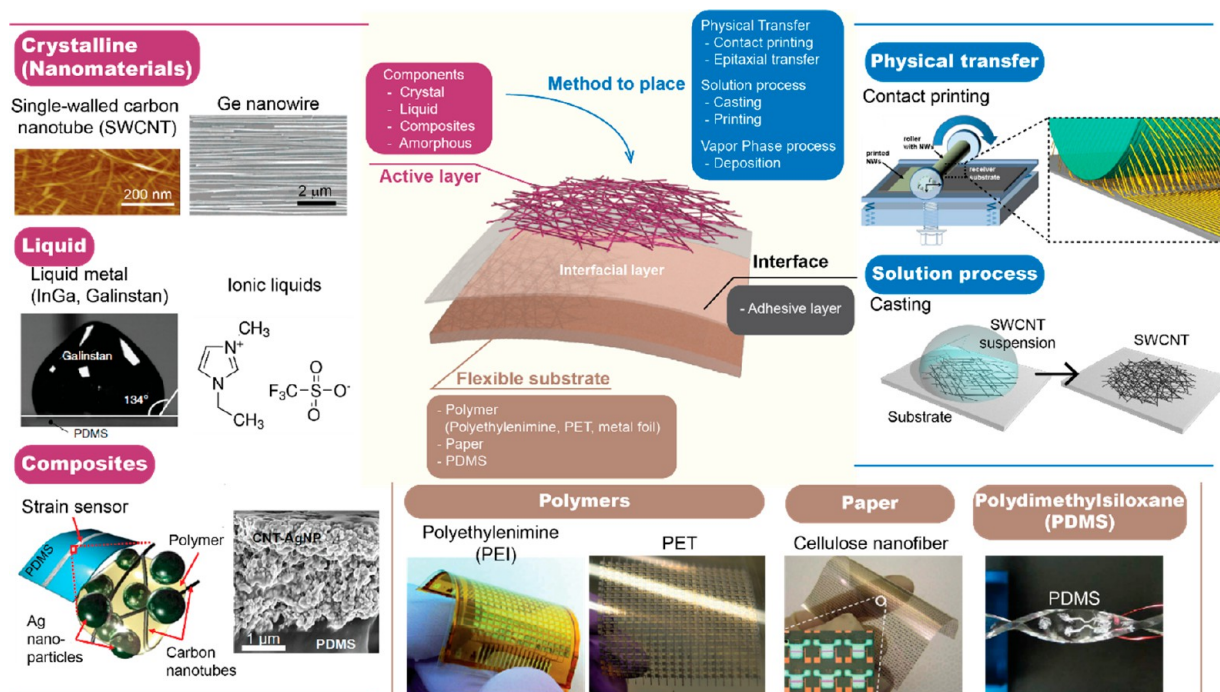 Crystalline
(Nanomaterials)
Single-walled carbon
nanotube (SWCNT)
200 nm
Ge nanowire
2 μm
Liquid
Liquid metal
(InGa, Galinstan)
Galinstan
134°
PDMS
Ionic liquids
CH₃
N⁺
N
CH₃
F₃C
O
S
O⁻
O
Composites
Strain sensor
PDMS
Polymer
Ag
nano-
particles
Carbon
nanotubes
CNT-AgNP
1 μm
PDMS
Components
- Crystal
- Liquid
- Composites
- Amorphous
Active layer
Method to place
Physical Transfer
- Contact printing
- Epitaxial transfer
Solution process
- Casting
- Printing
Vapor Phase process
- Deposition
Interfacial layer
Interface
- Adhesive layer
Flexible substrate
- Polymer
(Polyethylenimine, PET, metal foil)
- Paper
- PDMS
Physical transfer
Contact printing
roller
with NWs
printed
NWs
receiver
substrate
Solution process
Casting
SWCNT
suspension
SWCNT
Substrate
Polymers
Polyethylenimine
(PEI)
PET
Paper
Cellulose nanofiber
Polydimethylsiloxane
(PDMS)
PDMS